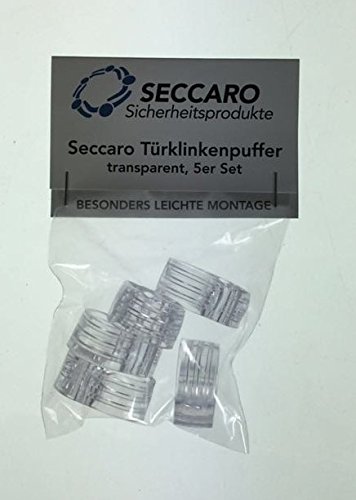 SECCARO
Sicherheitsprodukte
Seccaro Türklinkenpuffer
transparent, 5er Set
BESONDERS LEICHTE MONTAGE